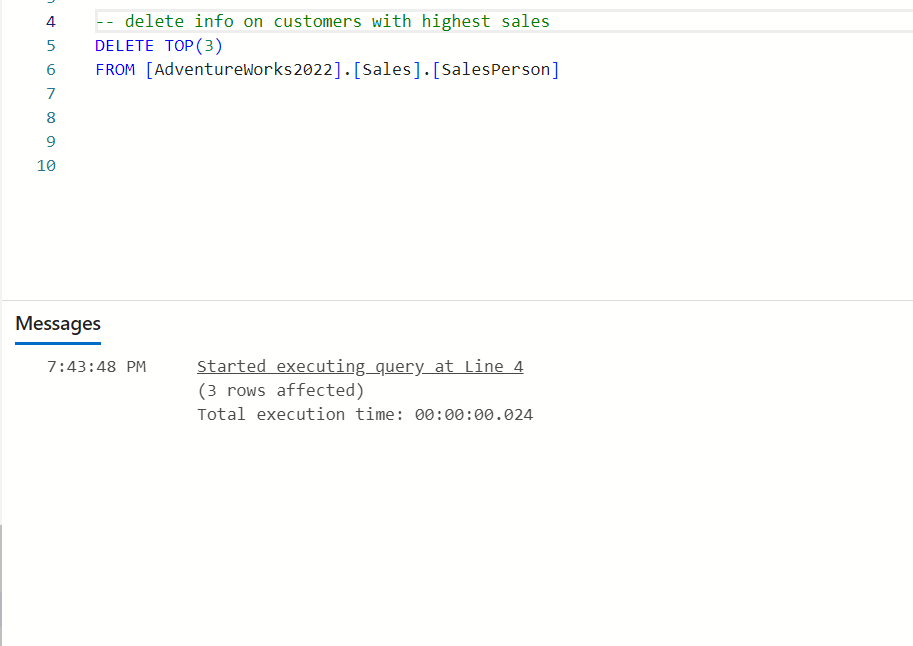 4 -- delete info on customers with highest sales
5 DELETE TOP(3)
6 FROM [AdventureWorks2022].[Sales].[SalesPerson]
7
8
9
10
Messages
7:43:48 PM Started executing query at Line 4
(3 rows affected)
Total execution time: 00:00:00.024